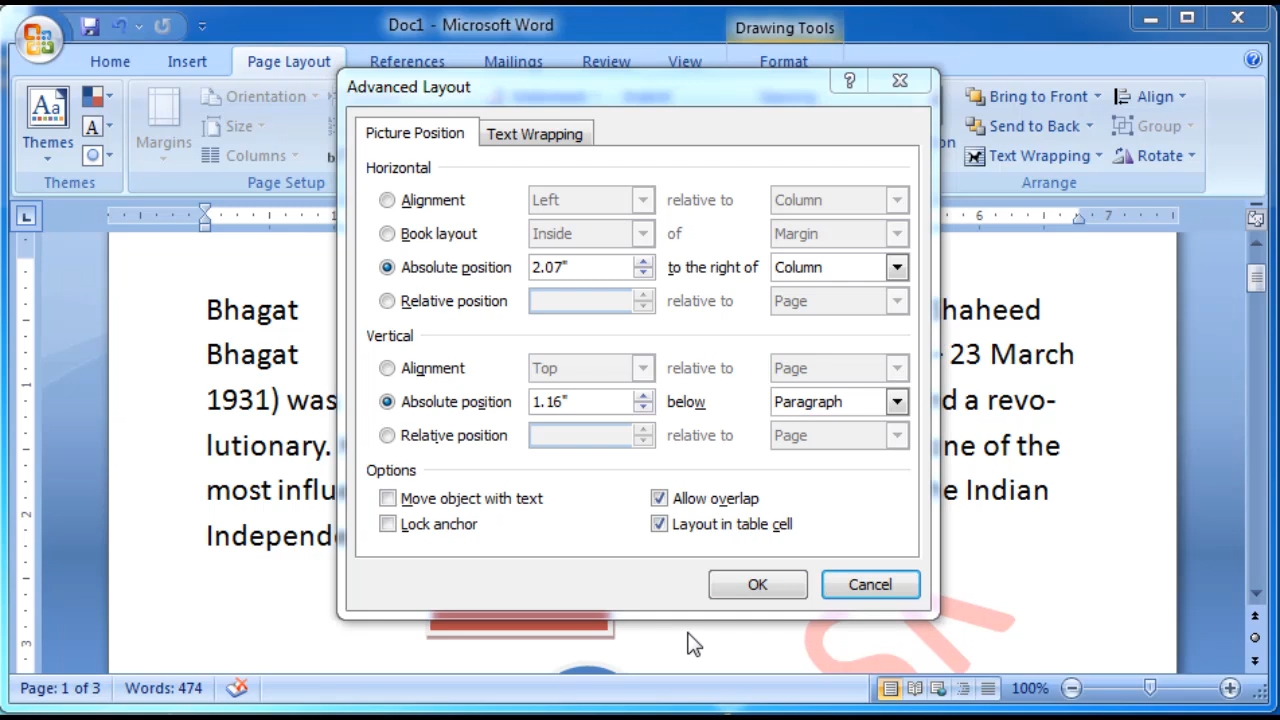 Doc1 - Microsoft Word
Drawing Tools
Home Insert Page Layout References Mailings Review View Format
Themes
Themes
Margins
Orientation
Size
Columns
Page Setup
Bring to Front
Send to Back
Text Wrapping
Align
Group
Rotate
Arrange
6 7
Advanced Layout
Picture Position Text Wrapping
Horizontal
Alignment Left relative to Column
Book layout Inside of Margin
Absolute position 2.07" to the right of Column
Relative position relative to Page
Vertical
Alignment Top relative to Page
Absolute position 1.16" below Paragraph
Relative position relative to Page
Options
Move object with text Allow overlap
Lock anchor Layout in table cell
OK Cancel
Bhagat haheed
Bhagat 23 March
1931) was d a revo-
lutionary. ne of the
most influ e Indian
Independ
Page: 1 of 3 Words: 474 100%